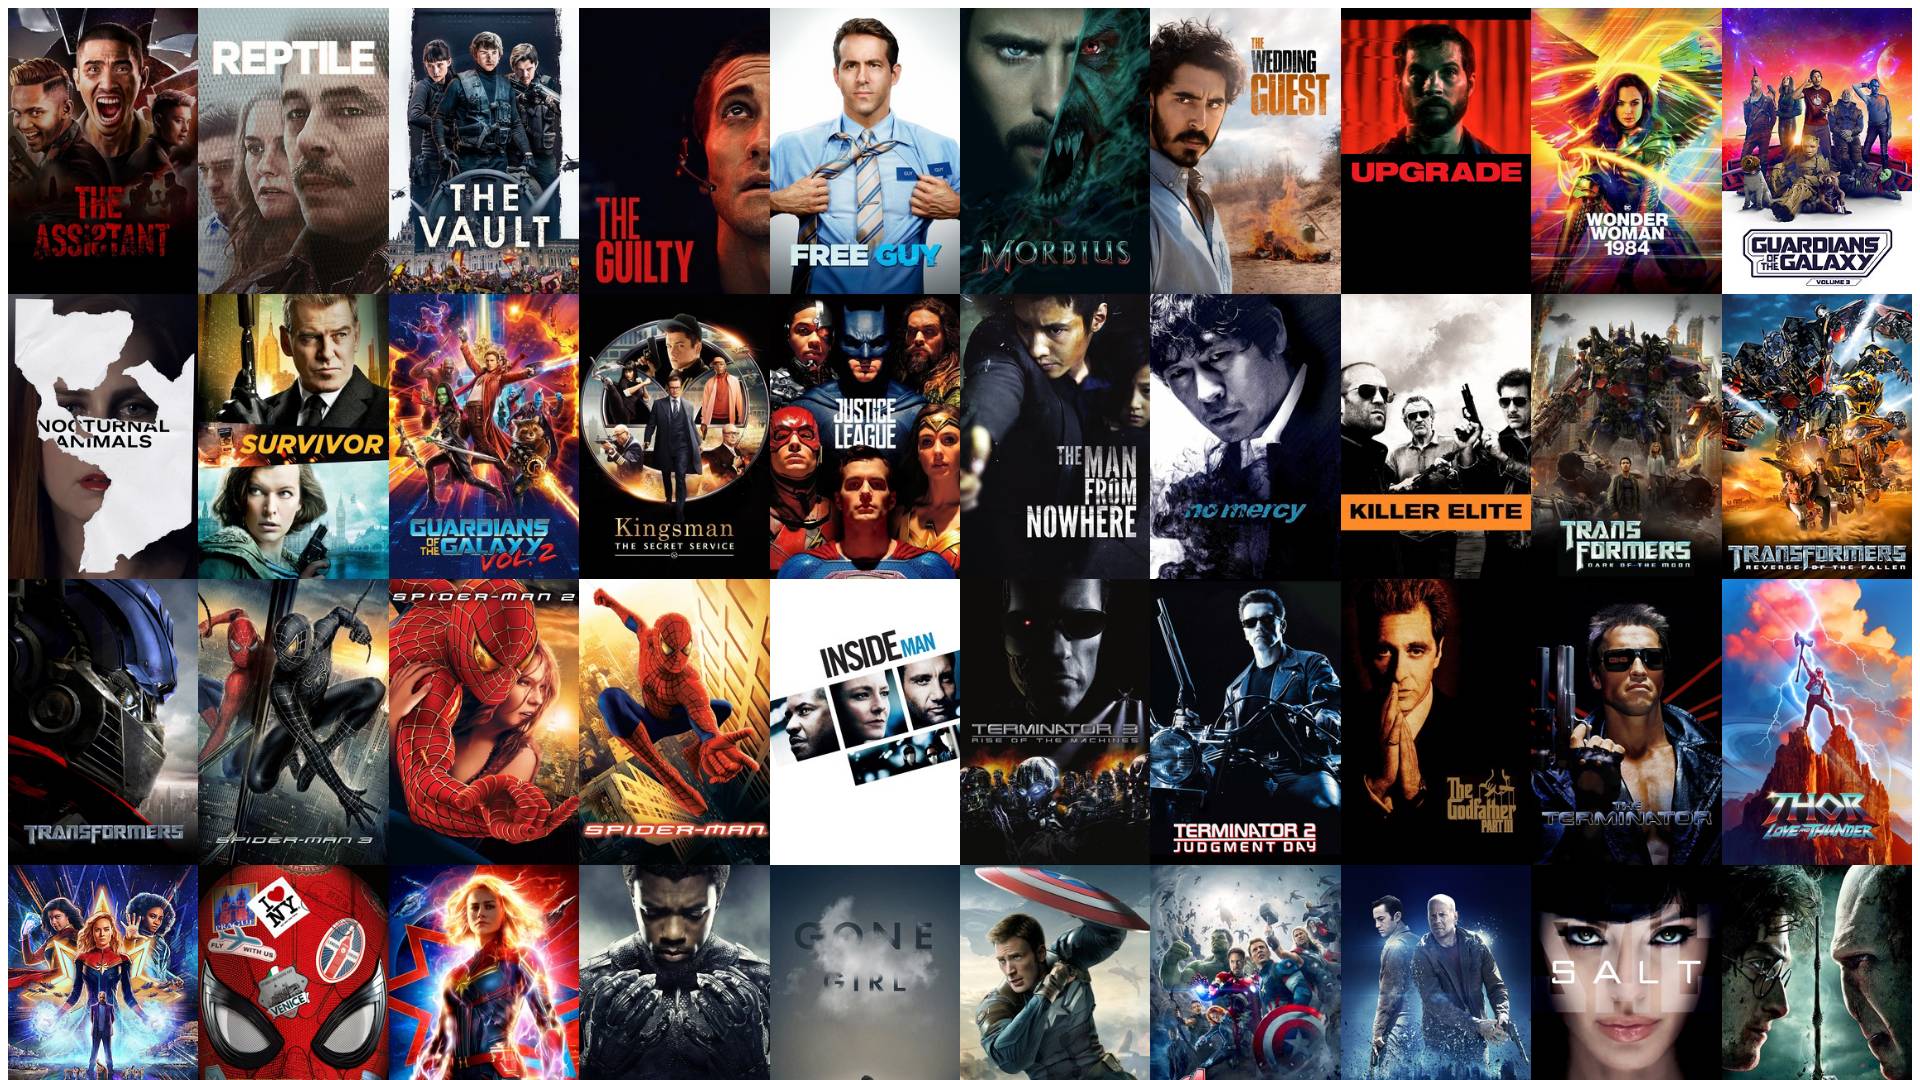 THE
ASSISTANT
REPTILE
THE
VAULT
THE
GUILTY
GUY
GUY
FREE GUY
MORBIUS
THE
WEDDING
GUEST
UPGRADE
DC
WONDER
WOMAN
1984
GUARDIANS
OF THE GALAXY
VOLUME 3
NOCTURNAL
ANIMALS
SURVIVOR
GUARDIANS
OF THE GALAXY
VOL. 2
Kingsman
THE SECRET SERVICE
JUSTICE
LEAGUE
THE MAN
FROM
NOWHERE
no mercy
KILLER ELITE
TRANS
FORMERS
DARK OF THE MOON
TRANSFORMERS
REVENGE OF THE FALLEN
TRANSFORMERS
SPIDER-MAN 3
SPIDER-MAN 2
SPIDER-MAN
INSIDE MAN
TERMINATOR 3
RISE OF THE MACHINES
TERMINATOR 2
JUDGMENT DAY
The
Godfather
PART III
THE
TERMINATOR
THOR
LOVE AND THUNDER
PRAGUE
I NY
FLY WITH US
VENICE
GONE
GIRL
SALT